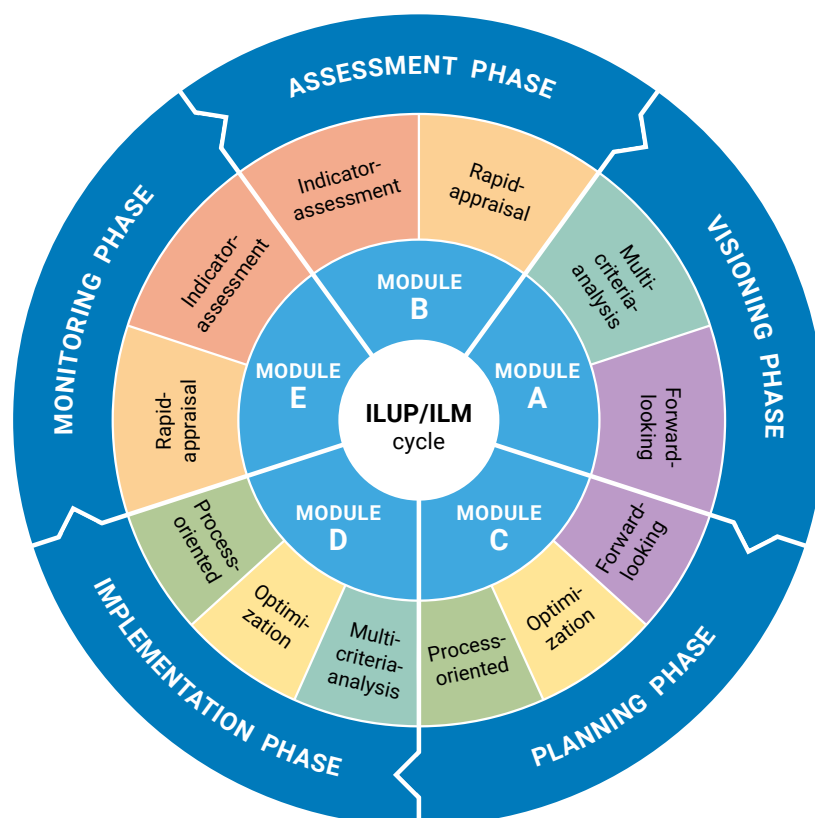 ASSESSMENT PHASE
Indicator-
assessment
Rapid-
appraisal
MODULE
B
VISIONING PHASE
Multi-
criteria-
analysis
Forward-
looking
MODULE
A
PLANNING PHASE
Forward-
looking
Optimi-
zation
Process-
oriented
MODULE
C
IMPLEMENTATION PHASE
Multi-
criteria-
analysis
Optimi-
zation
Process-
oriented
MODULE
D
MONITORING PHASE
Rapid-
appraisal
Indicator-
assessment
MODULE
E
ILUP/ILM
cycle